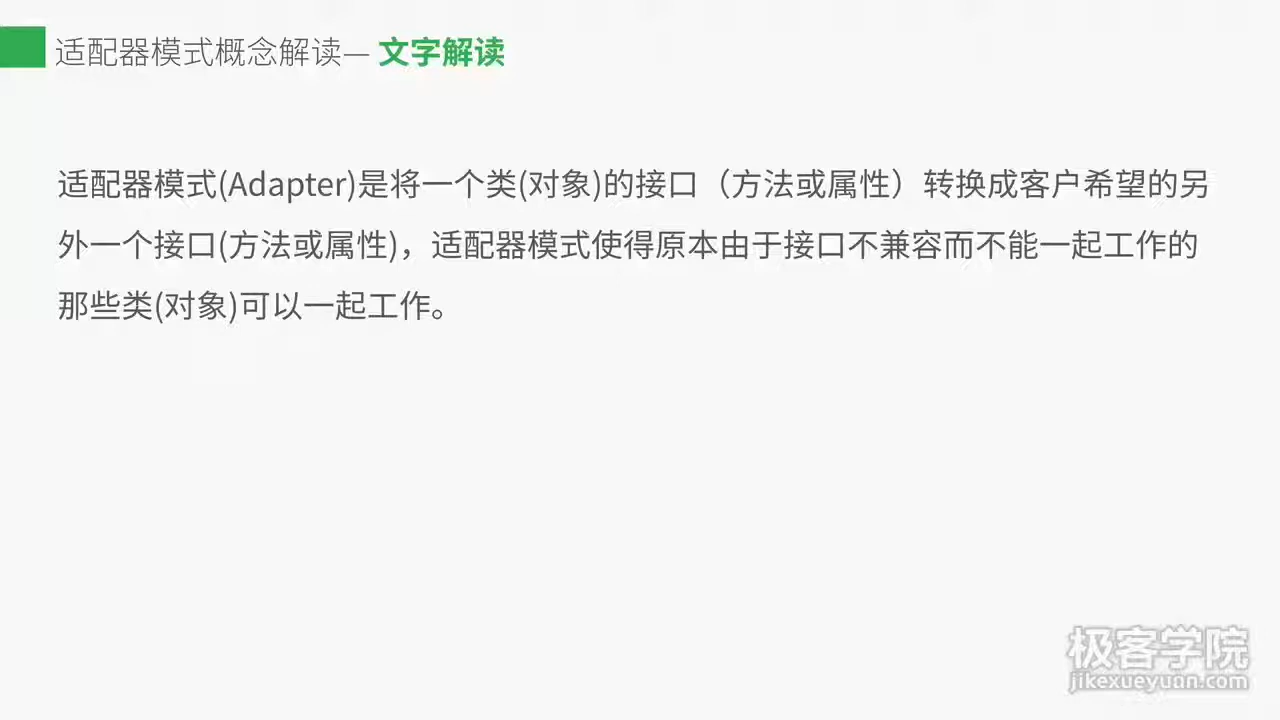 适配器模式概念解读— 文字解读
适配器模式(Adapter)是将一个类(对象)的接口（方法或属性）转换成客户希望的另
外一个接口(方法或属性)，适配器模式使得原本由于接口不兼容而不能一起工作的
那些类(对象)可以一起工作。
极客学院
jikexueyuan.com